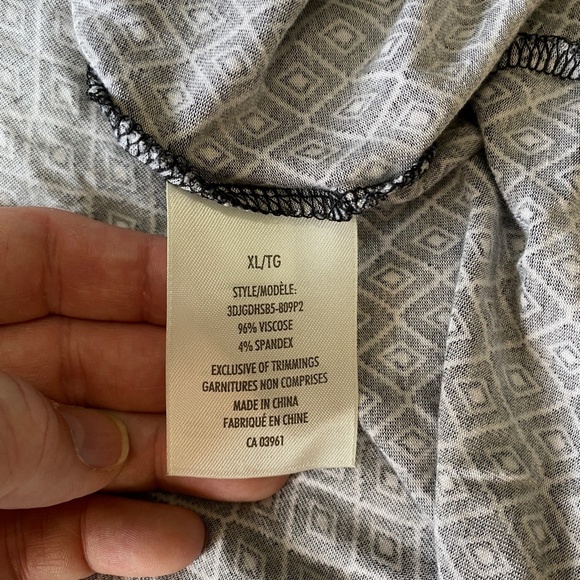 XL/TG
STYLE/MODÈLE:
3DJGDHSB5-809P2
96% VISCOSE
4% SPANDEX
EXCLUSIVE OF TRIMMINGS
GARNITURES NON COMPRISES
MADE IN CHINA
FABRIQUÉ EN CHINE
CA 03961